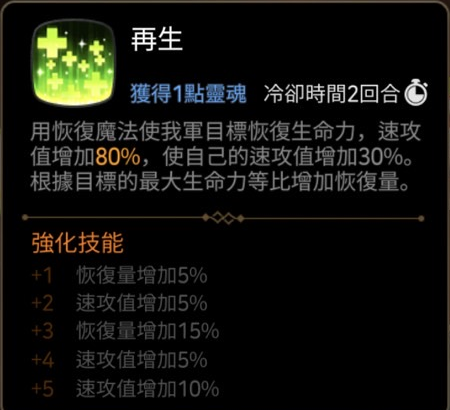 再生
獲得1點靈魂 冷卻時間2回合
用恢復魔法使我軍目標恢復生命力，速攻
值增加80%，使自己的速攻值增加30%。
根據目標的最大生命力等比增加恢復量。
強化技能
+1 恢復量增加5%
+2 速攻值增加5%
+3 恢復量增加15%
+4 速攻值增加5%
+5 速攻值增加10%